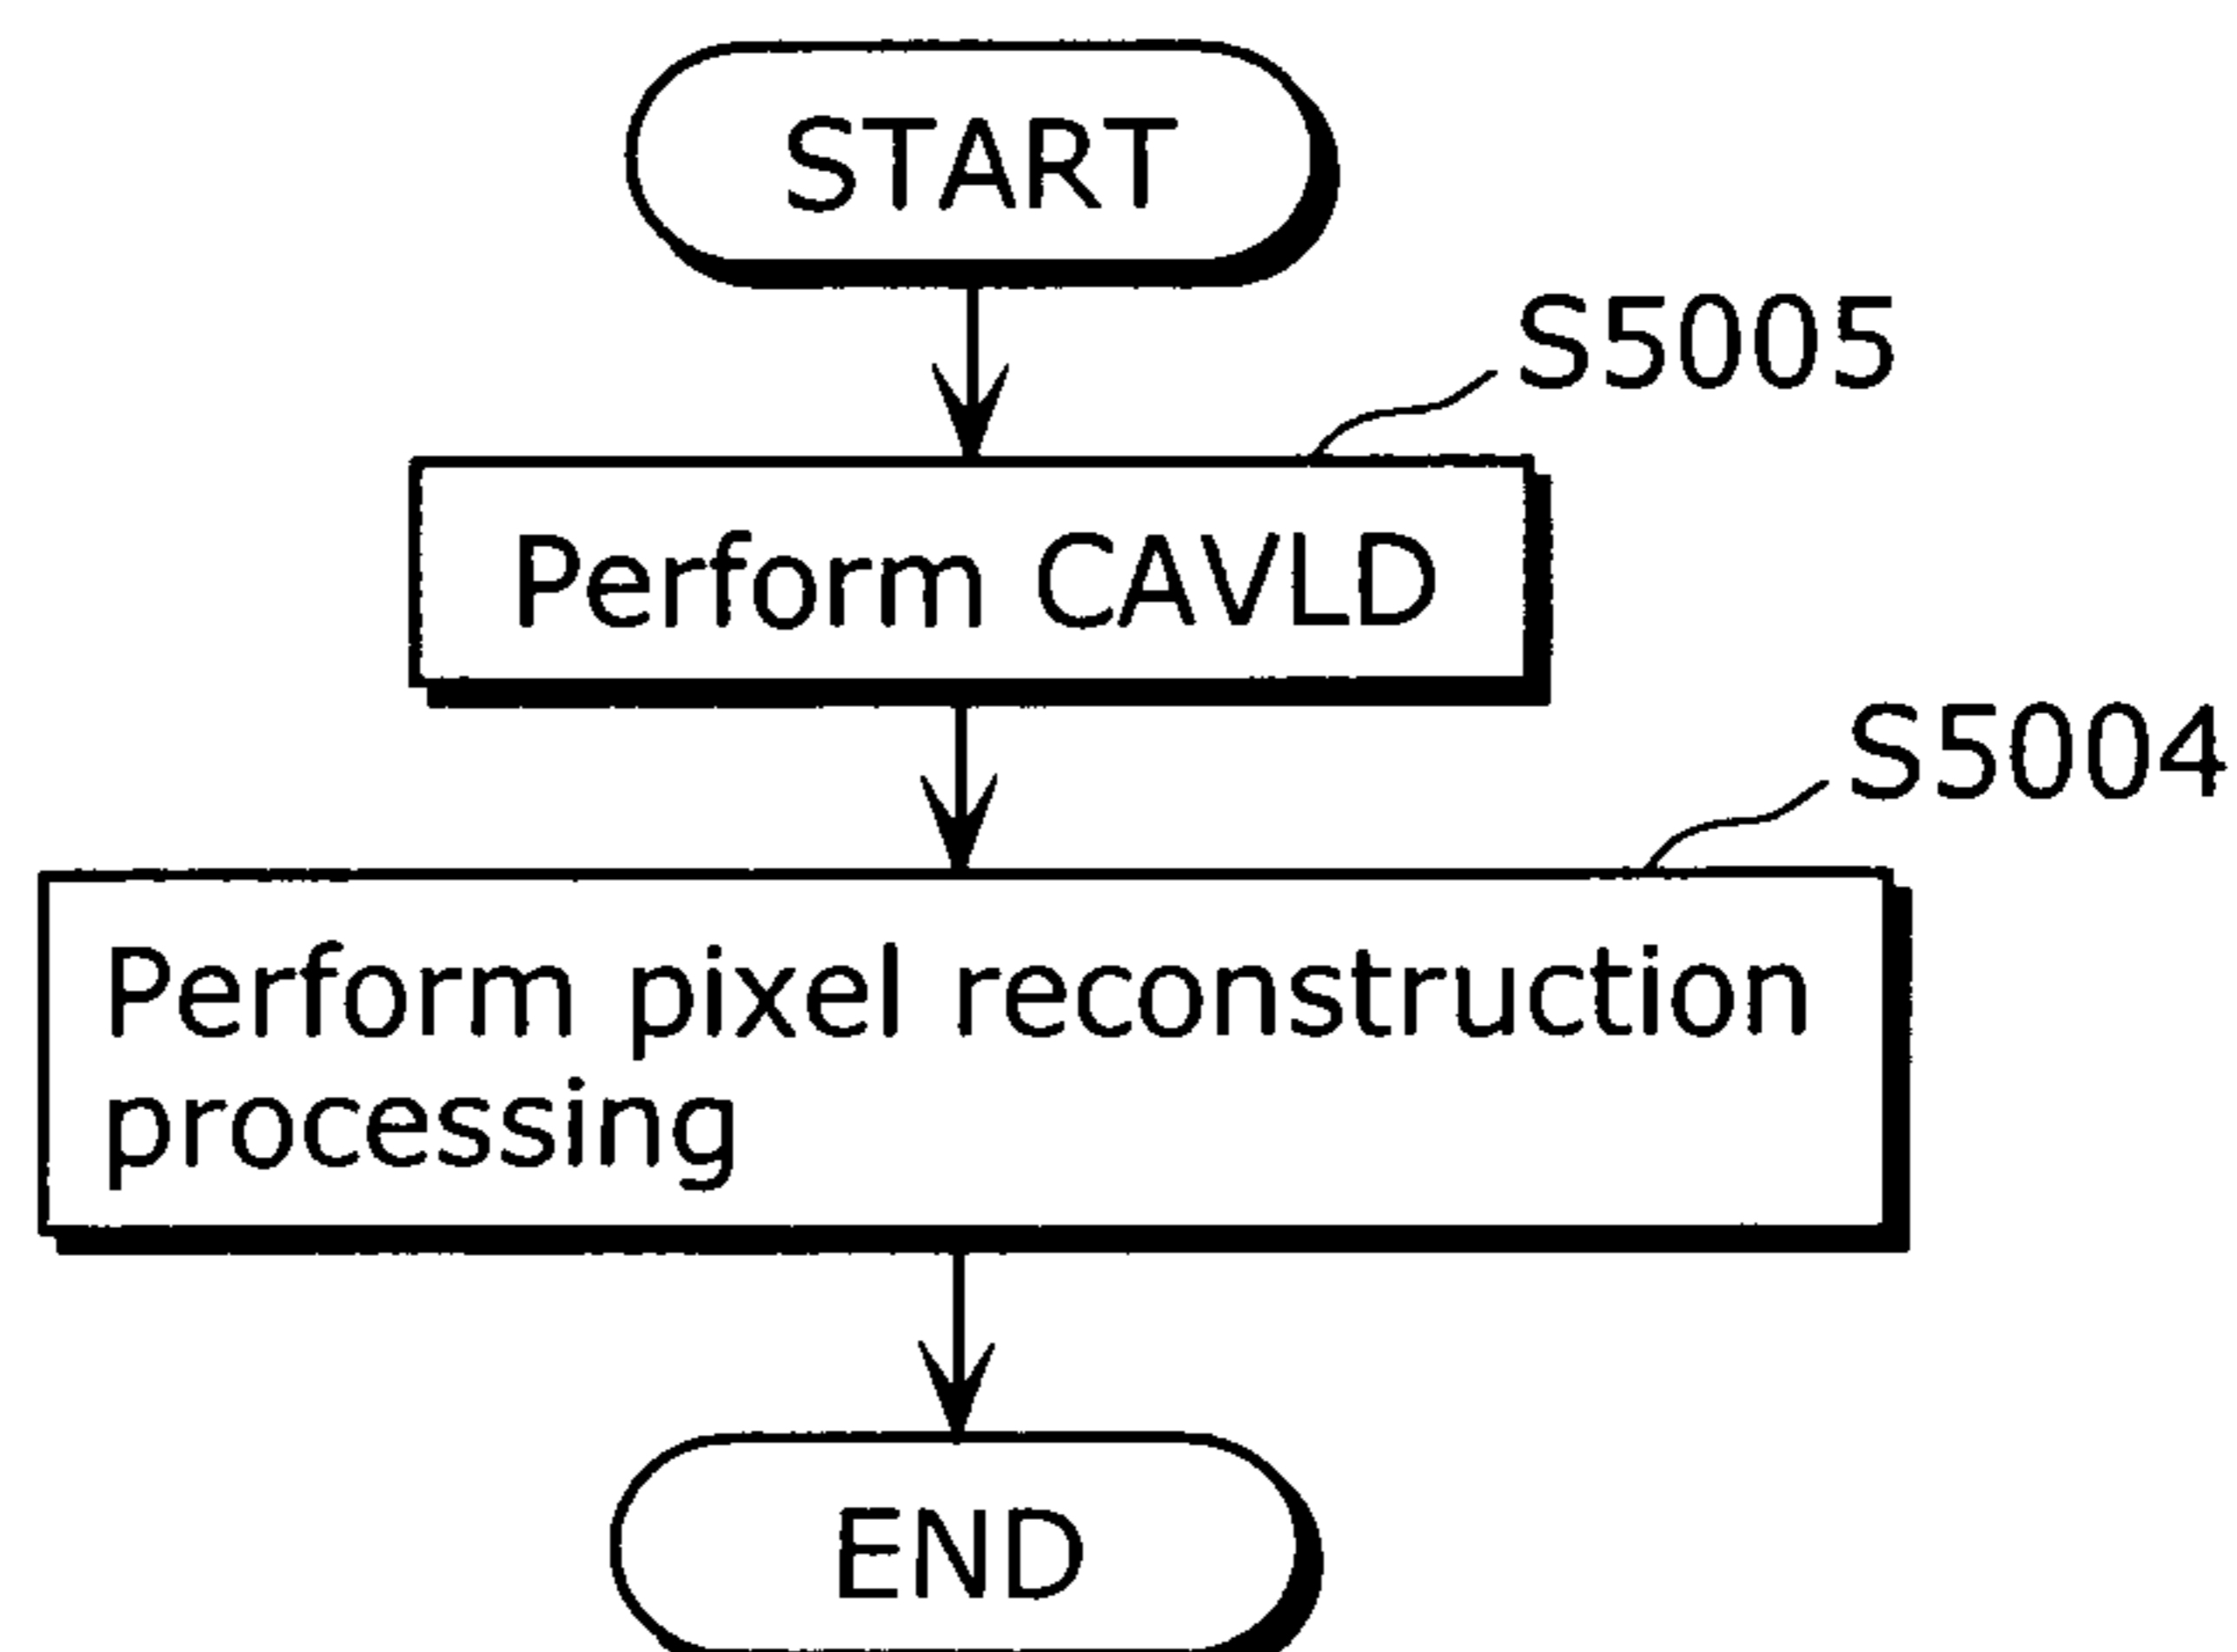 START
S5005
Perform CAVLD
S5004
Perform pixel reconstruction
processing
END